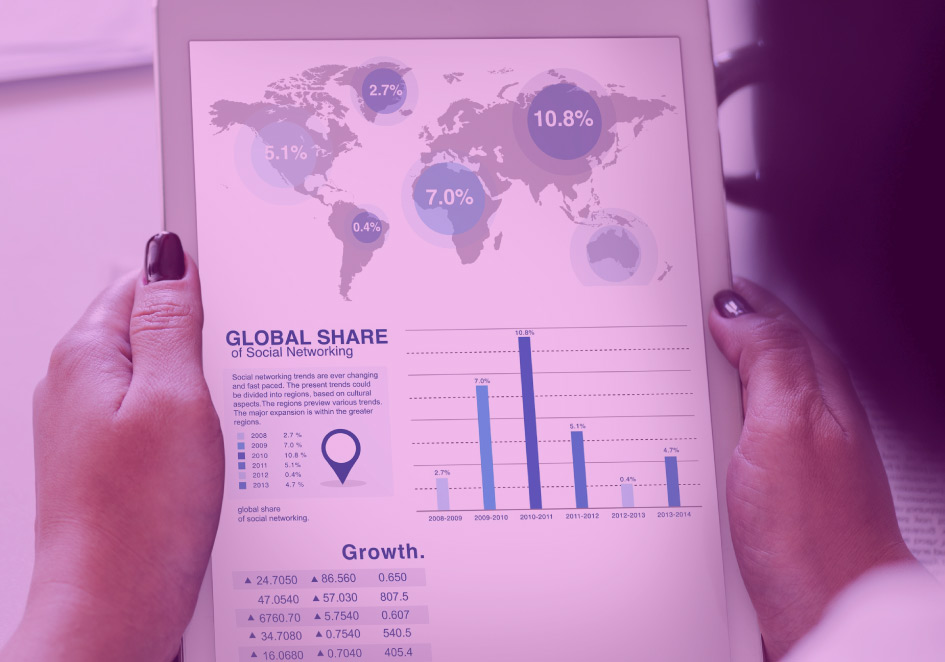 2.7%
10.8%
5.1%
7.0%
0.4%
GLOBAL SHARE
of Social Networking
Social networking trends are ever changing
and fast paced. The present trends could
be divided into regions, based on cultural
aspects.The regions preview various trends.
The major expansion is within the greater
regions.
2008 2.7 %
2009 7.0 %
2010 10.8 %
2011 5.1%
2012 0.4%
2013 4.7 %
global share
of social networking.
10.8%
7.0%
5.1%
4.7%
2.7%
0.4%
2008-2009 2009-2010 2010-2011 2011-2012 2012-2013 2013-2014
Growth.
▲ 24.7050 ▲ 86.560 0.650
47.0540 ▲ 57.030 807.5
▲ 6760.70 ▲ 5.7540 0.607
▲ 34.7080 ▲ 0.7540 540.5
▲ 16.0680 ▲ 0.7040 405.4